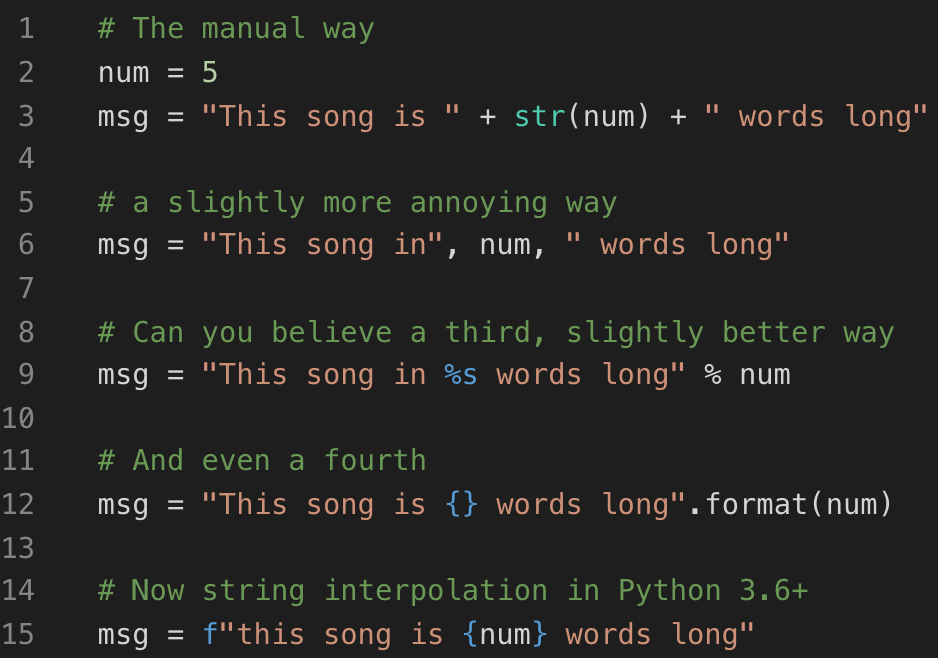 1 # The manual way
2 num = 5
3 msg = "This song is " + str(num) + " words long"
4
5 # a slightly more annoying way
6 msg = "This song in", num, " words long"
7
8 # Can you believe a third, slightly better way
9 msg = "This song in %s words long" % num
10
11 # And even a fourth
12 msg = "This song is {} words long".format(num)
13
14 # Now string interpolation in Python 3.6+
15 msg = f"this song is {num} words long"